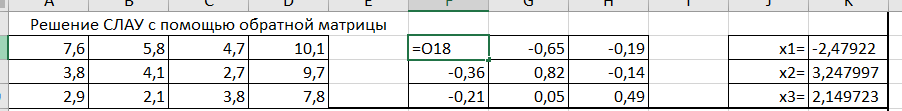 A B C D E F G H I J K
Решение СЛАУ с помощью обратной матрицы
7,6 5,8 4,7 10,1 =O18 -0,65 -0,19 x1= -2,47922
3,8 4,1 2,7 9,7 -0,36 0,82 -0,14 x2= 3,247997
2,9 2,1 3,8 7,8 -0,21 0,05 0,49 x3= 2,149723